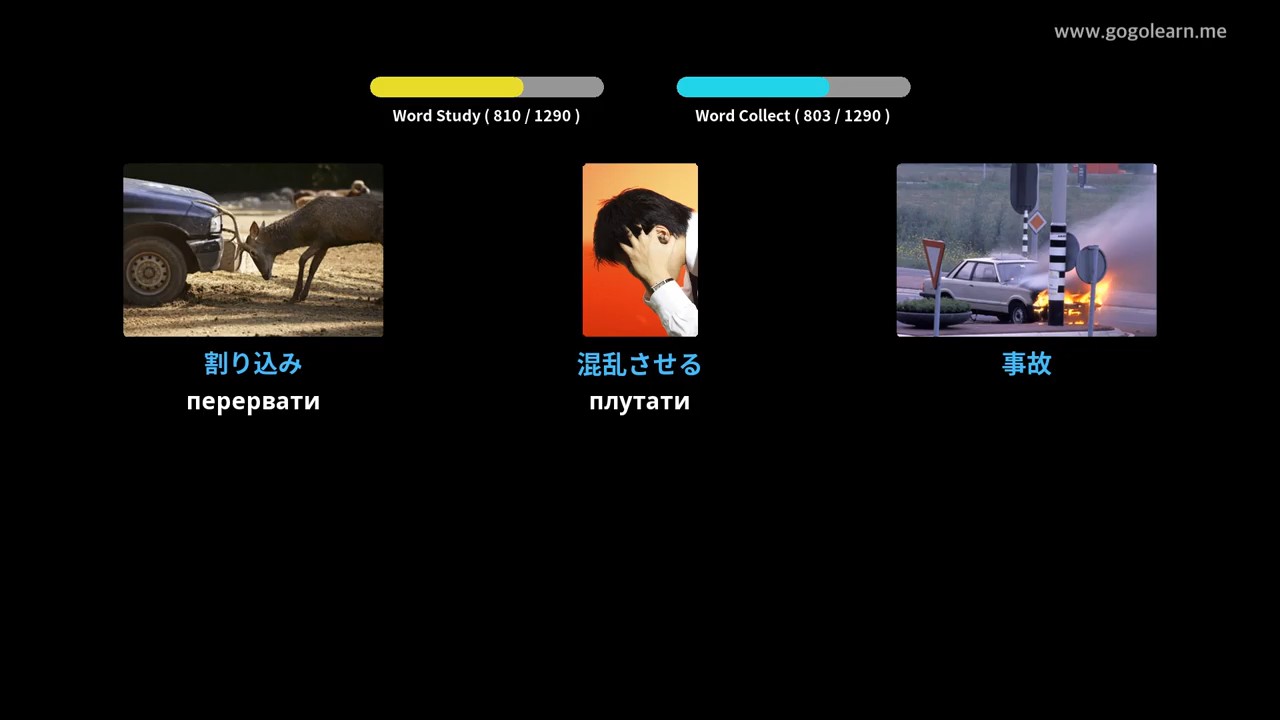 www.gogolearn.me
Word Study ( 810 / 1290 )
Word Collect ( 803 / 1290 )
割り込み
混乱させる
事故
перервати
плутати